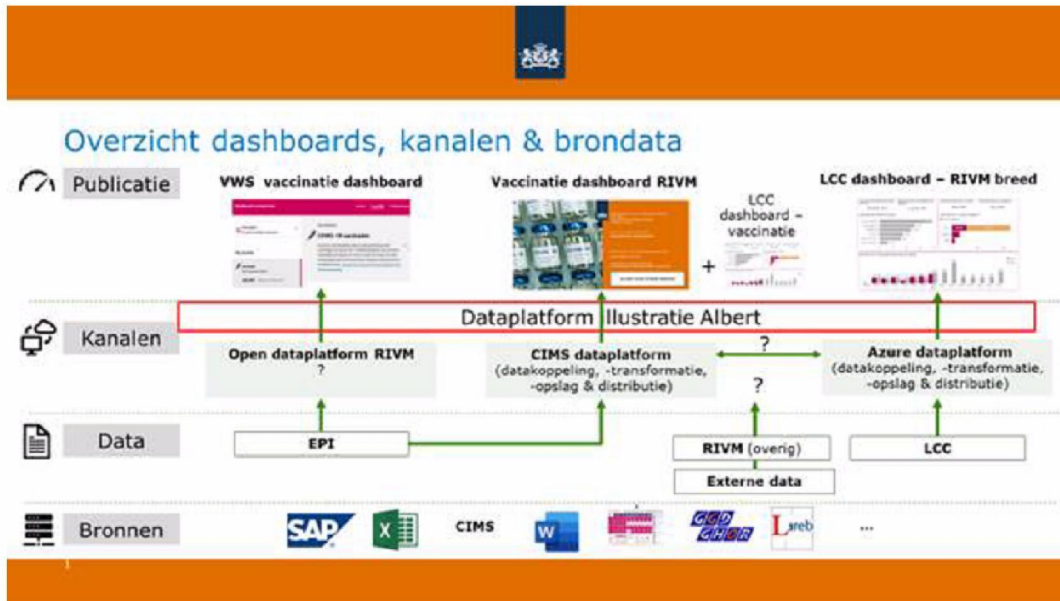 Overzicht dashboards, kanalen & brondata
Publicatie
VWS vaccinatie dashboard
Vaccinatie dashboard RIVM
LCC dashboard – RIVM breed
LCC
dashboard –
vaccinatie
+
Kanalen
Dataplatform illustratie Albert
Open dataplatform RIVM
?
CIMS dataplatform
(datakoppeling, -transformatie,
-opslag & distributie)
?
?
Azure dataplatform
(datakoppeling, -transformatie,
-opslag & distributie)
Data
EPI
RIVM (overig)
LCC
Externe data
Bronnen
SAP
X
CIMS
W
GGD
GHOR
Lareb
...
1